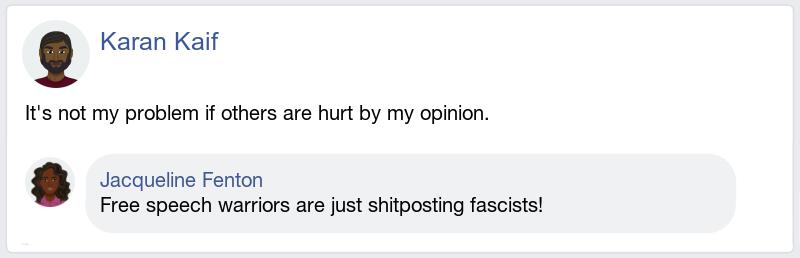 Karan Kaif
It's not my problem if others are hurt by my opinion.
Jacqueline Fenton
Free speech warriors are just shitposting fascists!